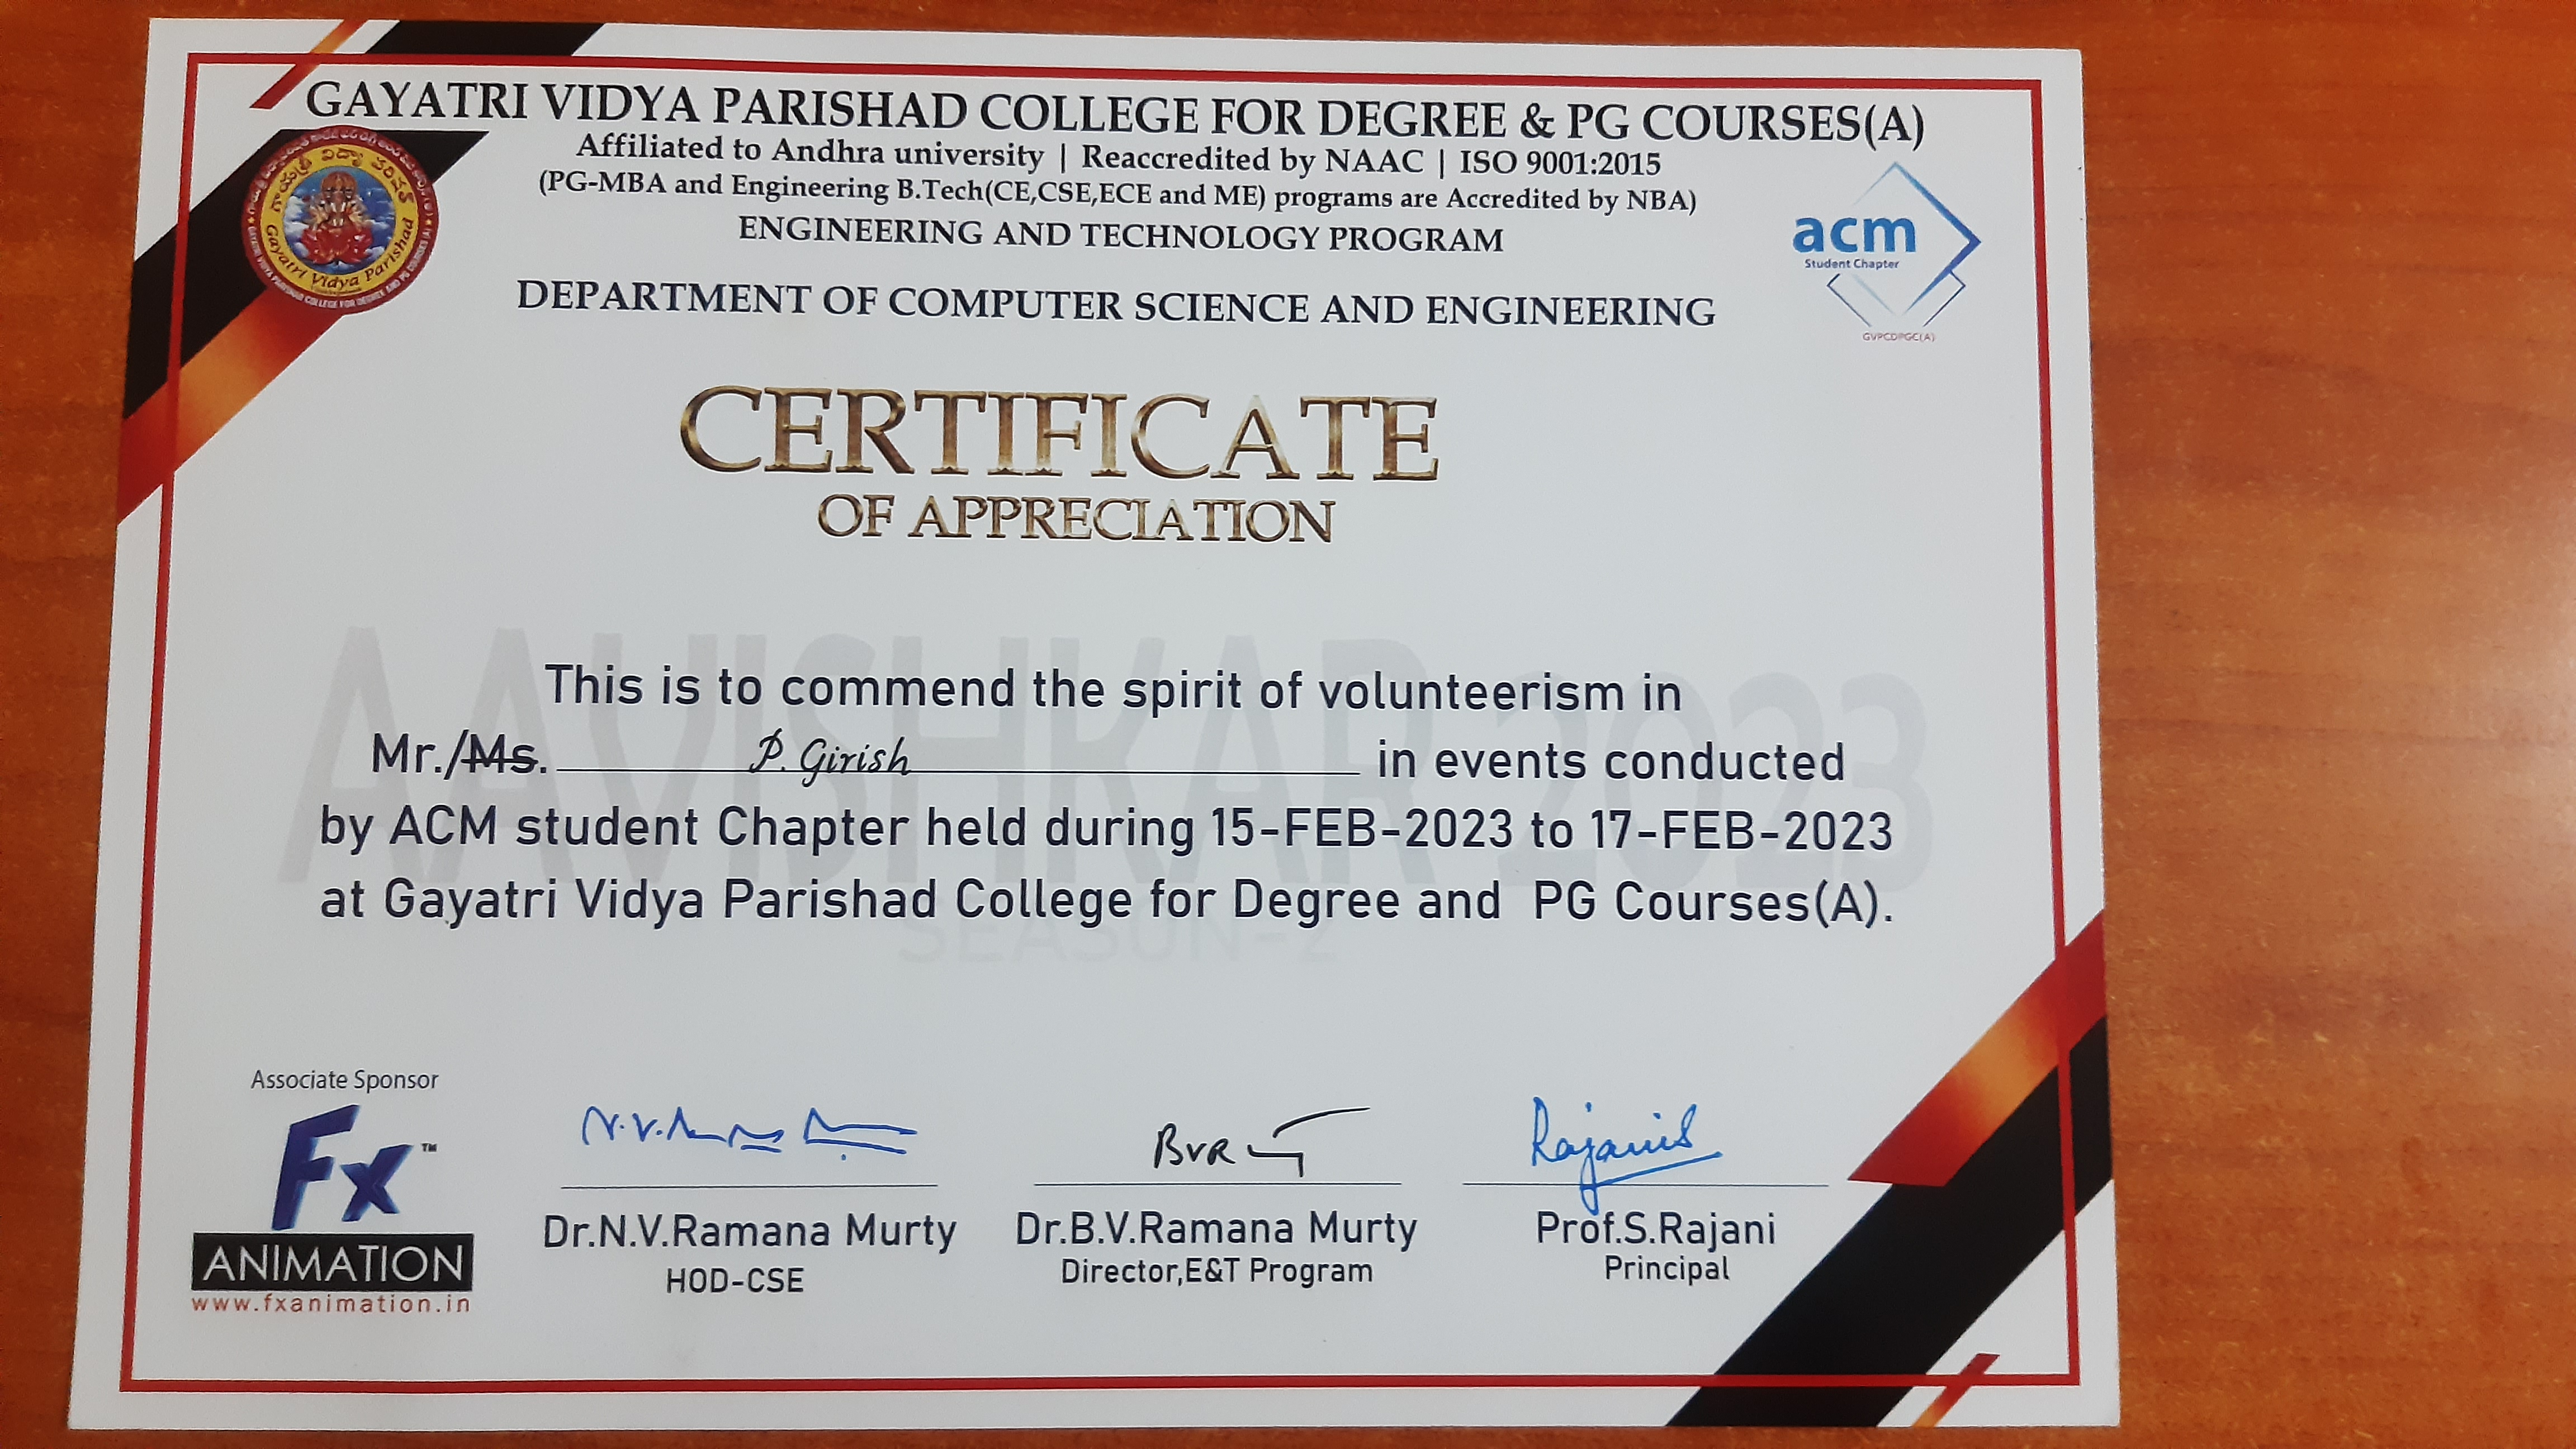 GAYATRI VIDYA PARISHAD COLLEGE FOR DEGREE & PG COURSES(A)
Affiliated to Andhra university | Reaccredited by NAAC | ISO 9001:2015
(PG-MBA and Engineering B.Tech(CE,CSE,ECE and ME) programs are Accredited by NBA)
ENGINEERING AND TECHNOLOGY PROGRAM
DEPARTMENT OF COMPUTER SCIENCE AND ENGINEERING
Gayatri Vidya Parishad
acm
Student Chapter
GVPCDPGC(A)
CERTIFICATE
OF APPRECIATION
AAVISHKAR 2023
SEASON-2
This is to commend the spirit of volunteerism in
Mr./Ms. P. Girish in events conducted
by ACM student Chapter held during 15-FEB-2023 to 17-FEB-2023
at Gayatri Vidya Parishad College for Degree and PG Courses(A).
Associate Sponsor
Fx™
ANIMATION
www.fxanimation.in
Rajani
Dr.N.V.Ramana Murty Dr.B.V.Ramana Murty Prof.S.Rajani
HOD-CSE Director,E&T Program Principal